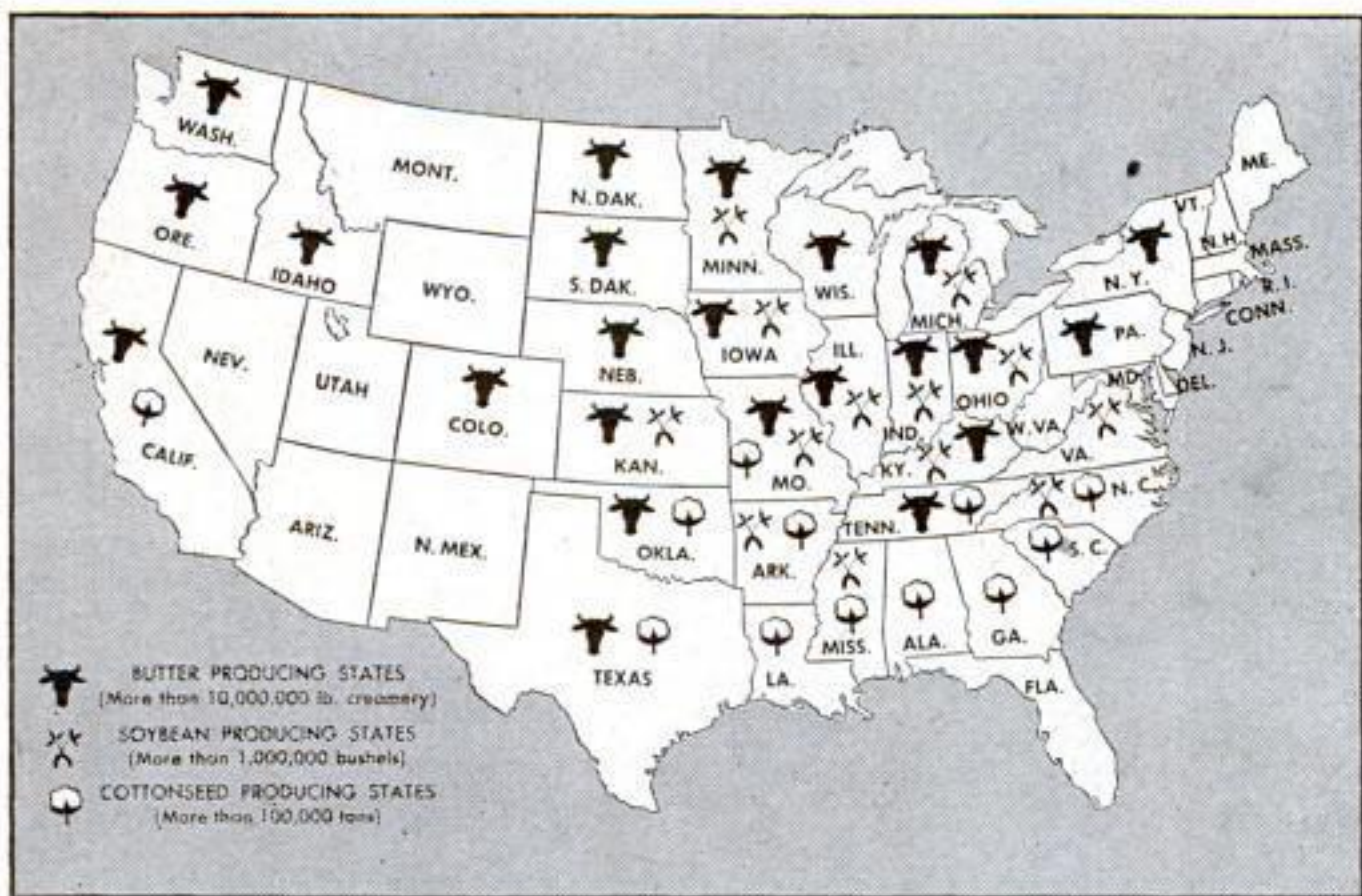 WASH.
MONT.
N. DAK.
ME.
VT.
ORE.
N.H.
MASS.
IDAHO
WYO.
S. DAK.
MINN.
WIS.
MICH.
N. Y.
R. I.
CONN.
NEV.
UTAH
COLO.
NEB.
IOWA
ILL.
IND.
OHIO
PA.
N. J.
MD.
DEL.
CALIF.
KAN.
MO.
KY.
W. VA.
VA.
ARIZ.
N. MEX.
OKLA.
ARK.
TENN.
N. C.
S. C.
TEXAS
LA.
MISS.
ALA.
GA.
FLA.
BUTTER PRODUCING STATES
(More than 10,000,000 lb. creamery)
SOYBEAN PRODUCING STATES
(More than 1,000,000 bushels)
COTTONSEED PRODUCING STATES
(More than 100,000 tons)